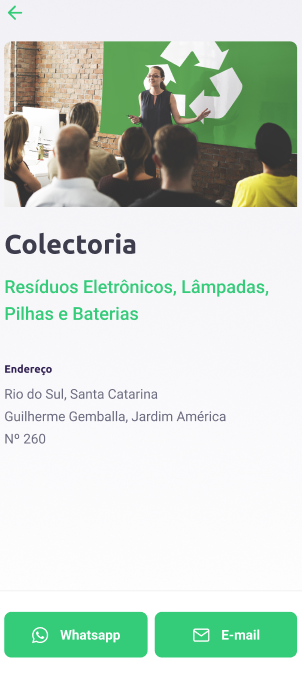 Colectoria
Resíduos Eletrônicos, Lâmpadas,
Pilhas e Baterias
Endereço
Rio do Sul, Santa Catarina
Guilherme Gemballa, Jardim América
Nº 260
Whatsapp
E-mail